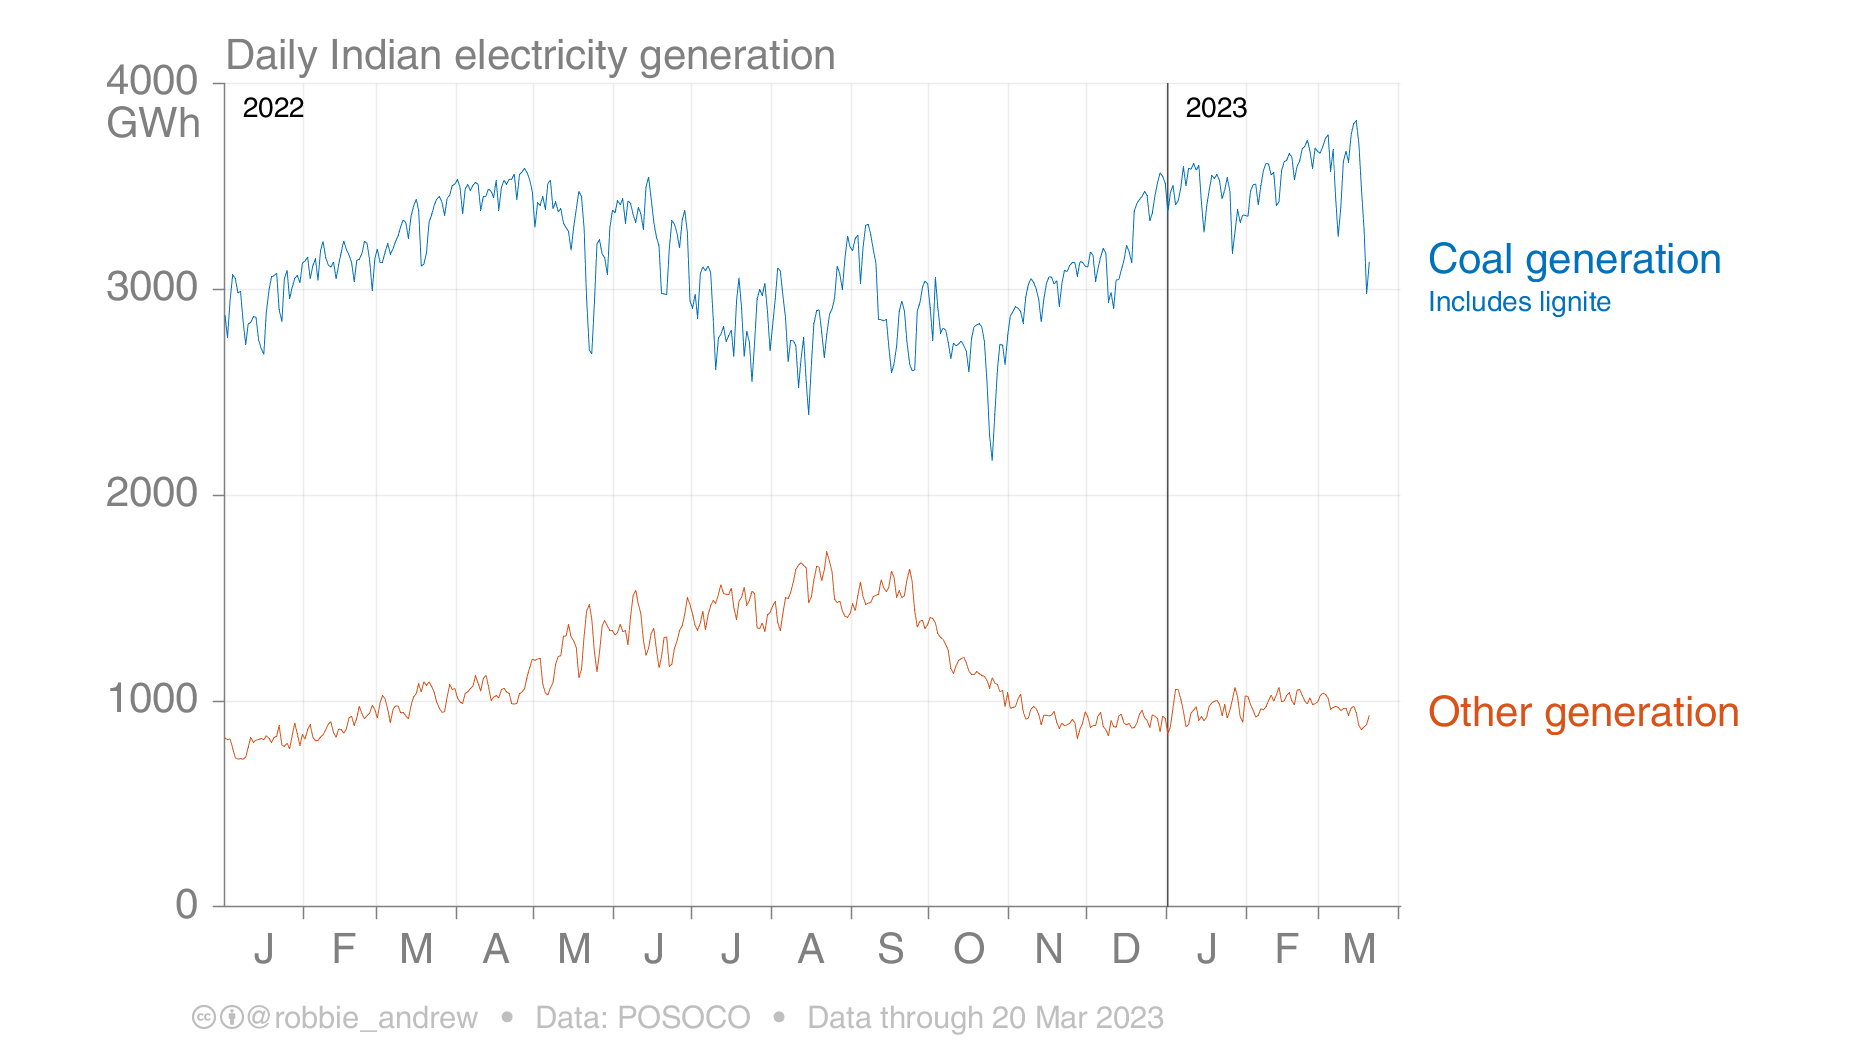 Daily Indian electricity generation
4000
GWh
2022
2023
3000
2000
1000
0
Coal generation
Includes lignite
Other generation
J F M A M J J A S O N D J F M
cc @robbie_andrew • Data: POSOCO • Data through 20 Mar 2023